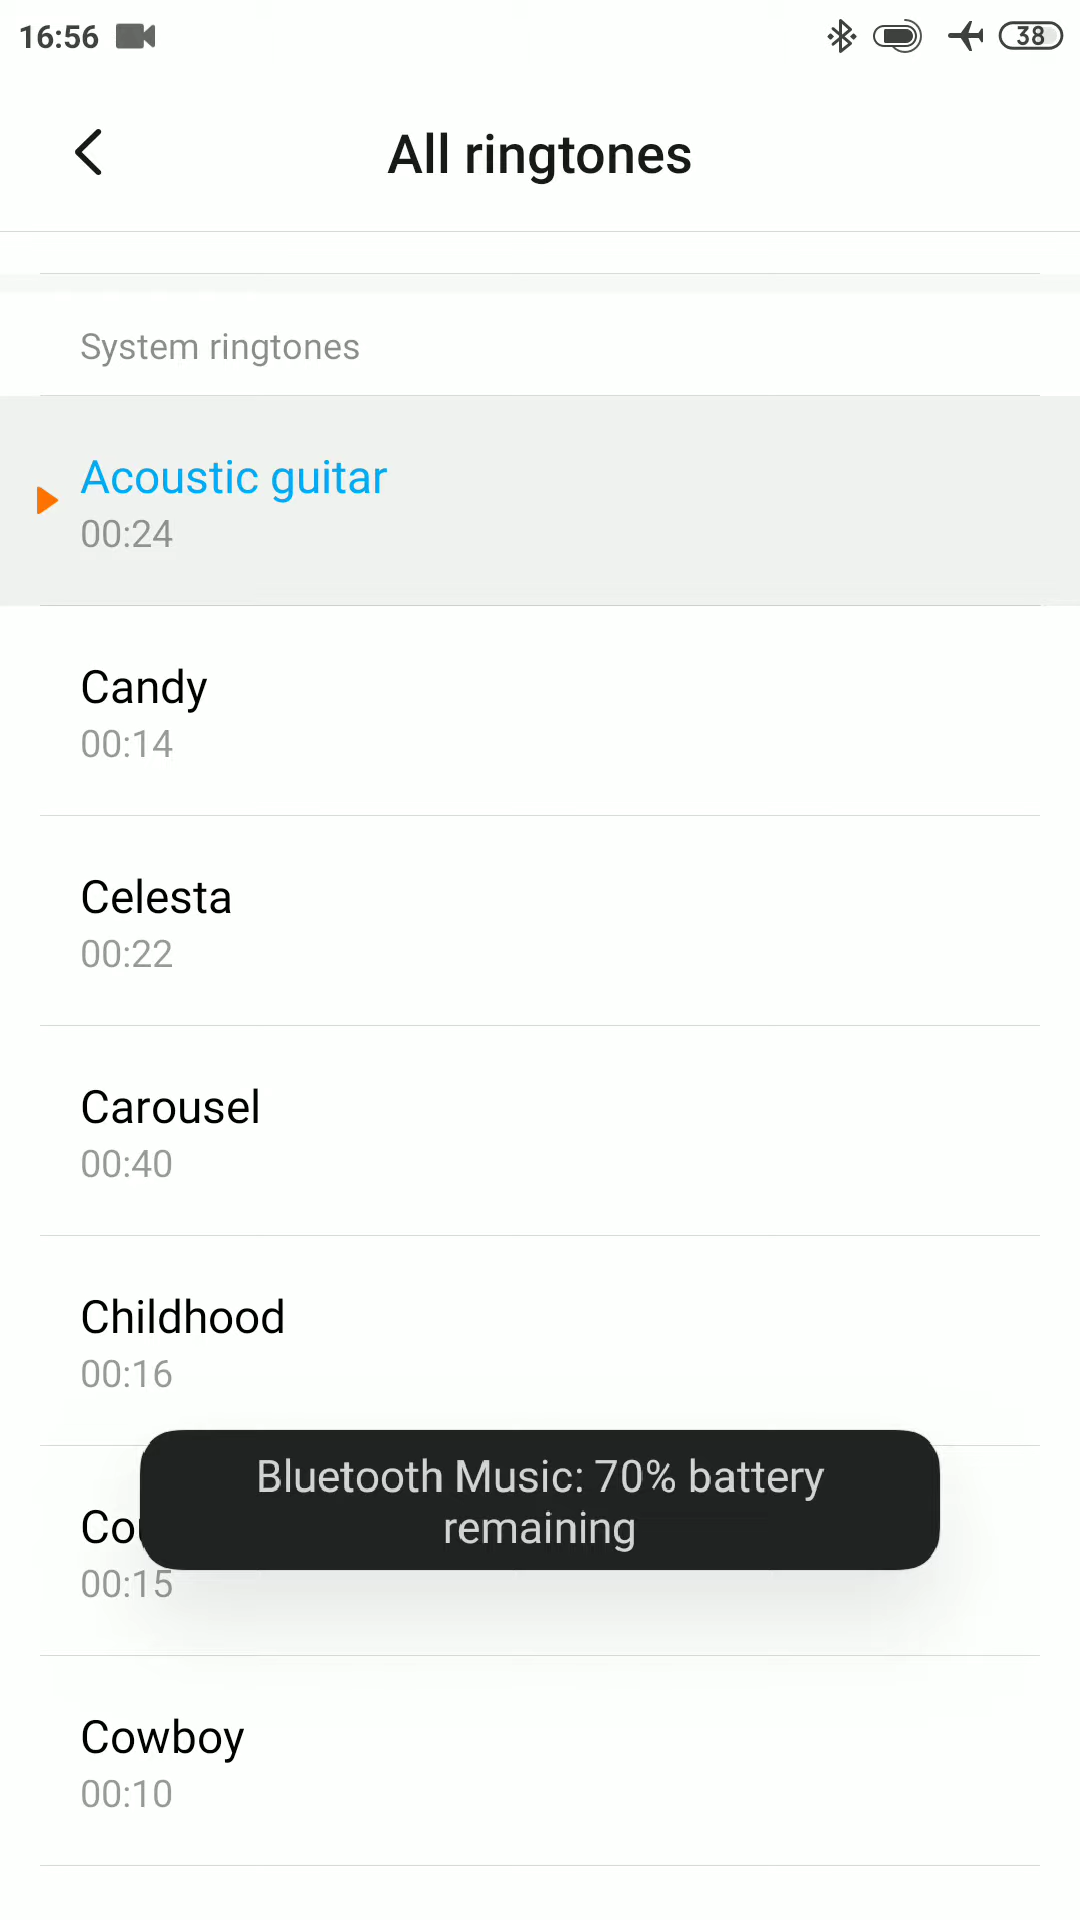 16:56
38
All ringtones
System ringtones
Acoustic guitar
00:24
Candy
00:14
Celesta
00:22
Carousel
00:40
Childhood
00:16
Bluetooth Music: 70% battery
remaining
00:15
Cowboy
00:10